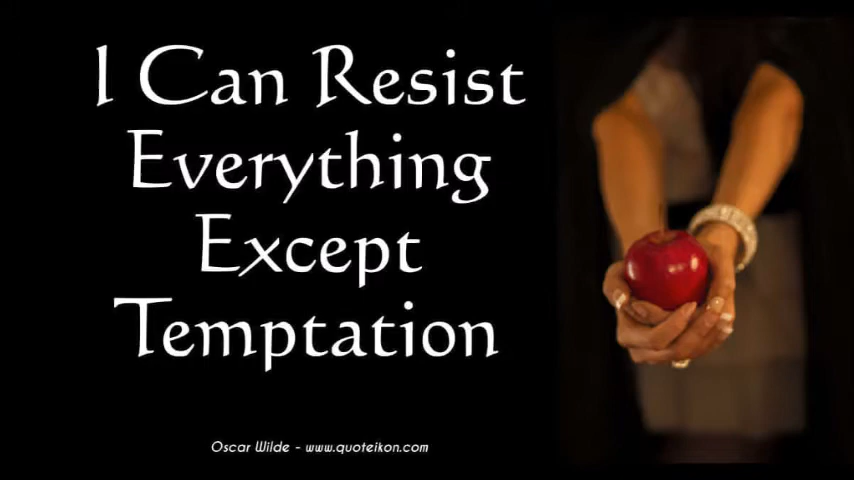 I Can Resist
Everything
Except
Temptation
Oscar Wilde - www.quoteikon.com